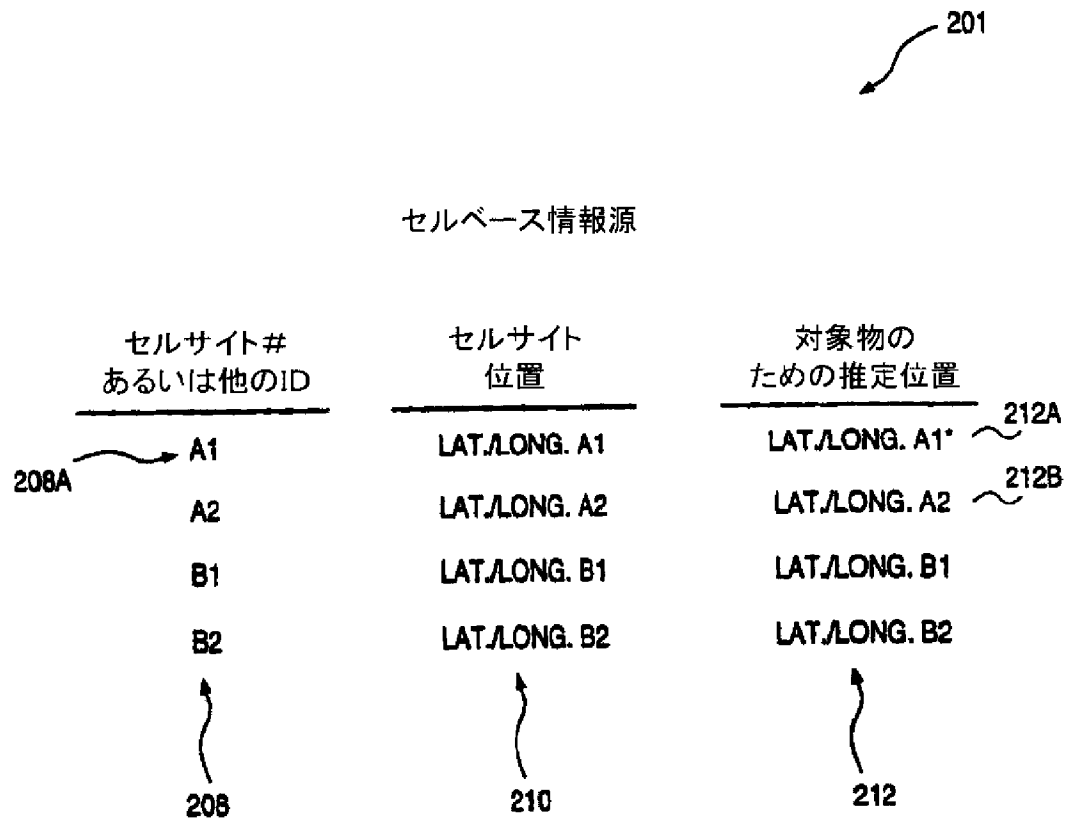 201
セルベース情報源
セルサイト#
あるいは他のID
セルサイト
位置
対象物の
ための推定位置
A1
LAT./LONG. A1
LAT./LONG. A1*
212A
208A
A2
LAT./LONG. A2
LAT./LONG. A2
212B
B1
LAT./LONG. B1
LAT./LONG. B1
B2
LAT./LONG. B2
LAT./LONG. B2
208
210
212